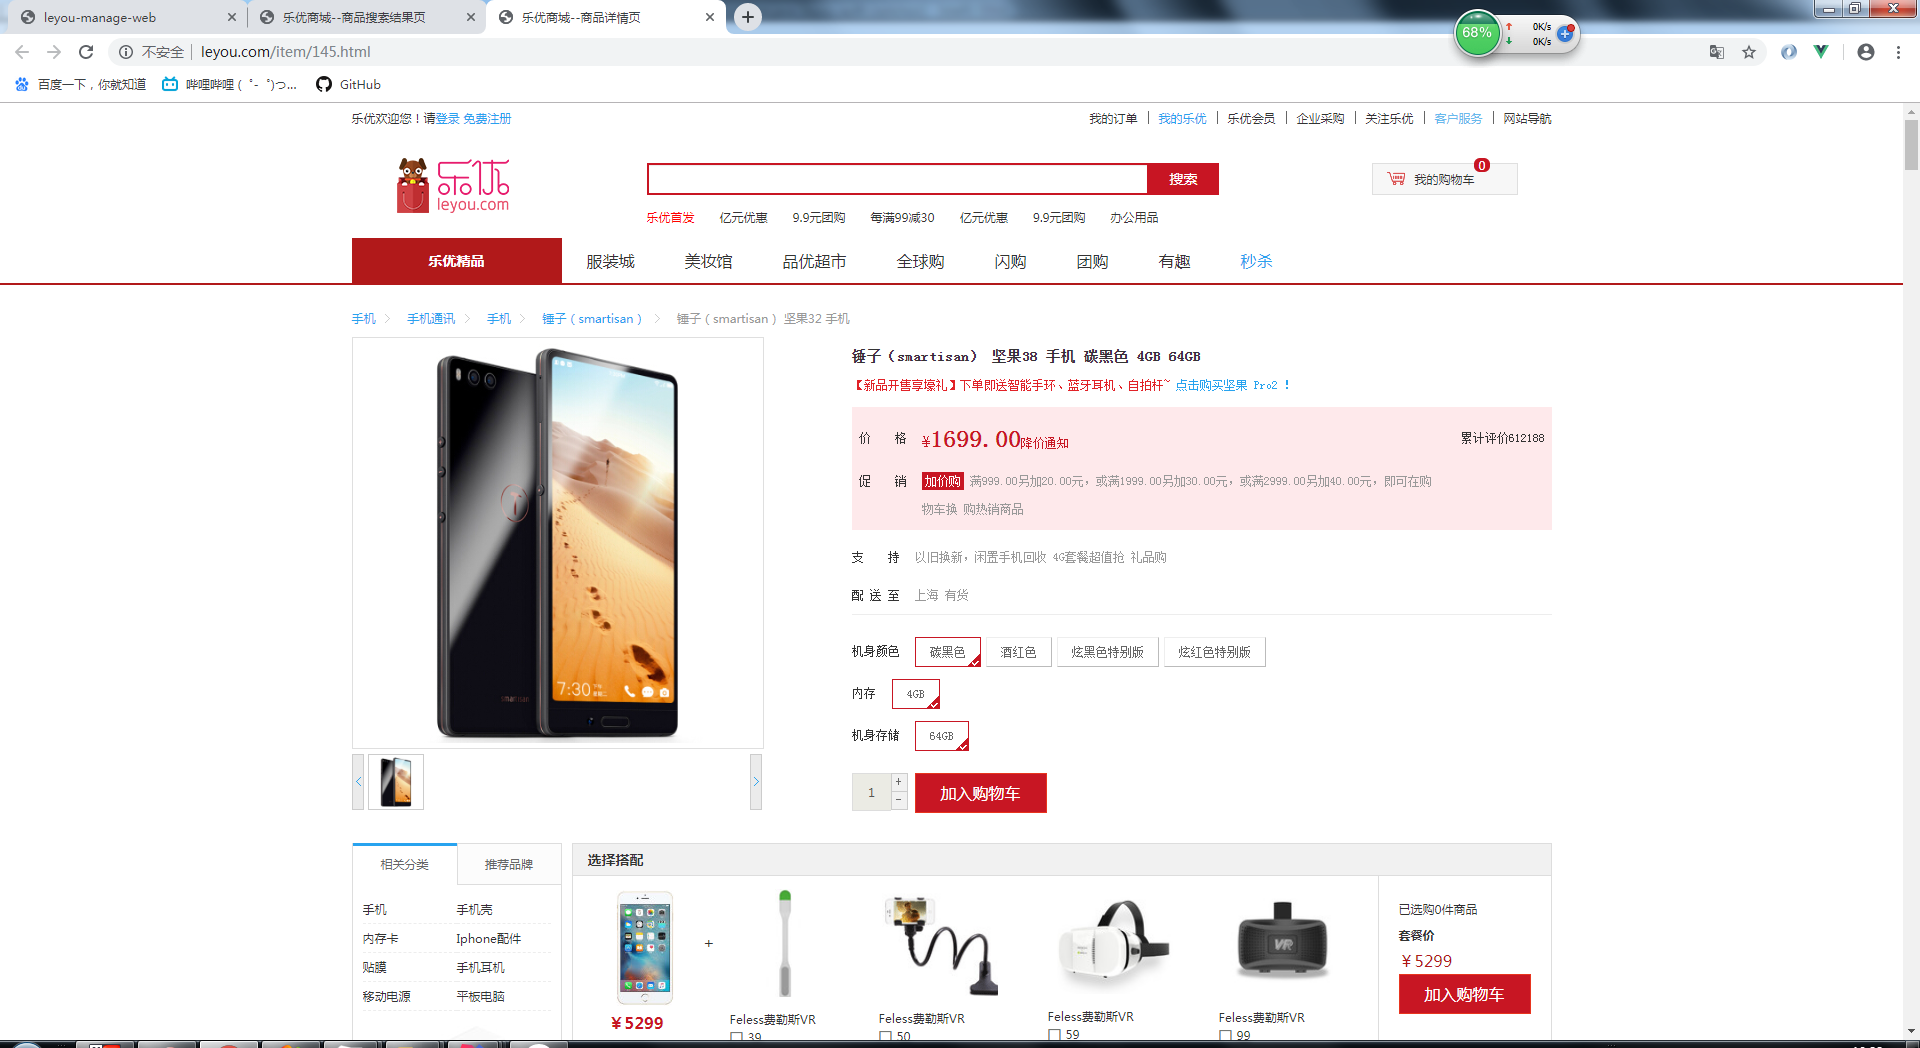 leyou-manage-web
乐优商城--商品搜索结果页
乐优商城--商品详情页
68%
0K/s
0K/s
不安全
leyou.com/item/145.html
百度一下，你就知道
哔哩哔哩 ( ゜- ゜)つ...
GitHub
乐优欢迎您！请登录 免费注册
我的订单
我的乐优
乐优会员
企业采购
关注乐优
客户服务
网站导航
乐优
leyou.com
搜索
我的购物车
0
乐优首发
亿元优惠
9.9元团购
每满99减30
亿元优惠
9.9元团购
办公用品
乐优精品
服装城
美妆馆
品优超市
全球购
闪购
团购
有趣
秒杀
手机
手机通讯
手机
锤子（smartisan）
锤子（smartisan） 坚果32 手机
锤子（smartisan） 坚果38 手机 碳黑色 4GB 64GB
【新品开售享壕礼】下单即送智能手环、蓝牙耳机、自拍杆~ 点击购买坚果 Pro2 ！
价 格
¥1699.00降价通知
累计评价612188
促 销
加价购 满999.00另加20.00元，或满1999.00另加30.00元，或满2999.00另加40.00元，即可在购
物车换 购热销商品
支 持
以旧换新，闲置手机回收 4G套餐超值抢 礼品购
配 送 至
上海 有货
机身颜色
碳黑色
酒红色
炫黑色特别版
炫红色特别版
内存
4GB
机身存储
64GB
7:30
smartisan
1
+
-
加入购物车
相关分类
推荐品牌
手机
手机壳
内存卡
Iphone配件
贴膜
手机耳机
移动电源
平板电脑
选择搭配
+
VR
￥5299
Feless费勒斯VR
39
Feless费勒斯VR
50
Feless费勒斯VR
59
Feless费勒斯VR
99
已选购0件商品
套餐价
￥5299
加入购物车